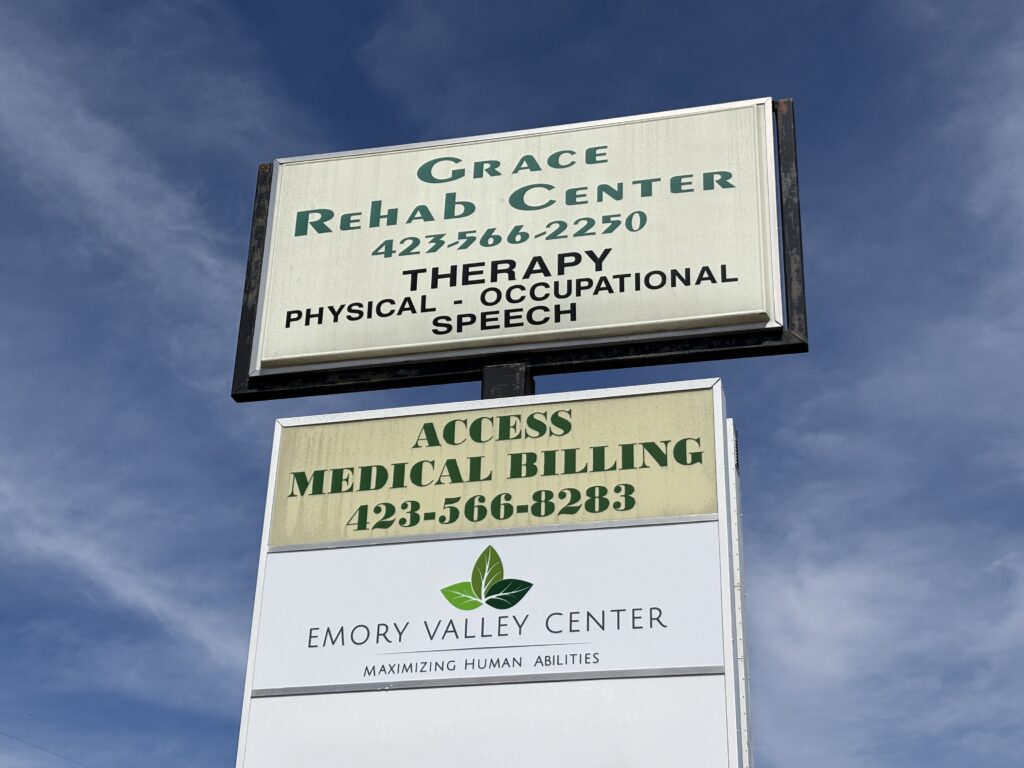 GRACE
REHAB CENTER
423-566-2250
THERAPY
PHYSICAL - OCCUPATIONAL
SPEECH
ACCESS
MEDICAL BILLING
423-566-8283
EMORY VALLEY CENTER
MAXIMIZING HUMAN ABILITIES